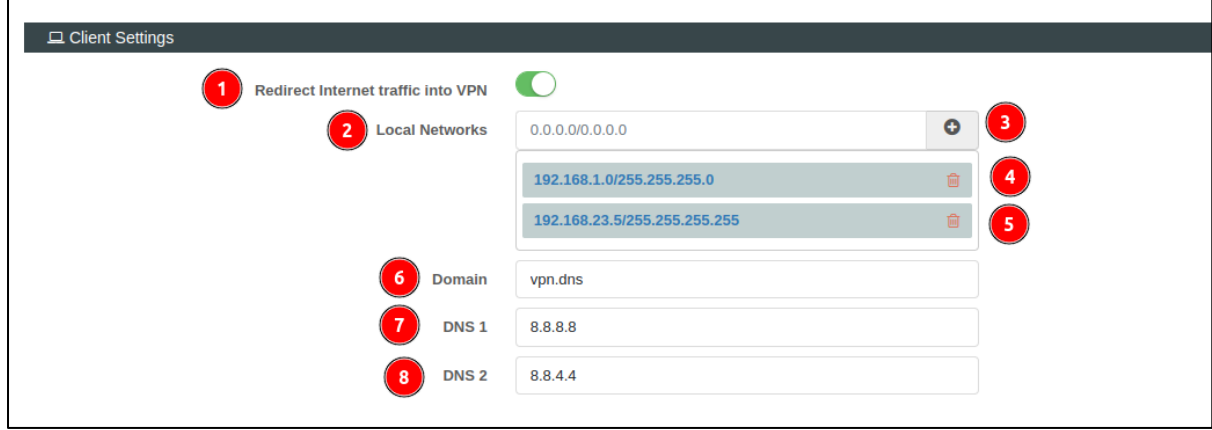 Client Settings
1 Redirect Internet traffic into VPN
2 Local Networks 0.0.0.0/0.0.0.0 3
192.168.1.0/255.255.255.0 4
192.168.23.5/255.255.255.255 5
6 Domain vpn.dns
7 DNS 1 8.8.8.8
8 DNS 2 8.8.4.4